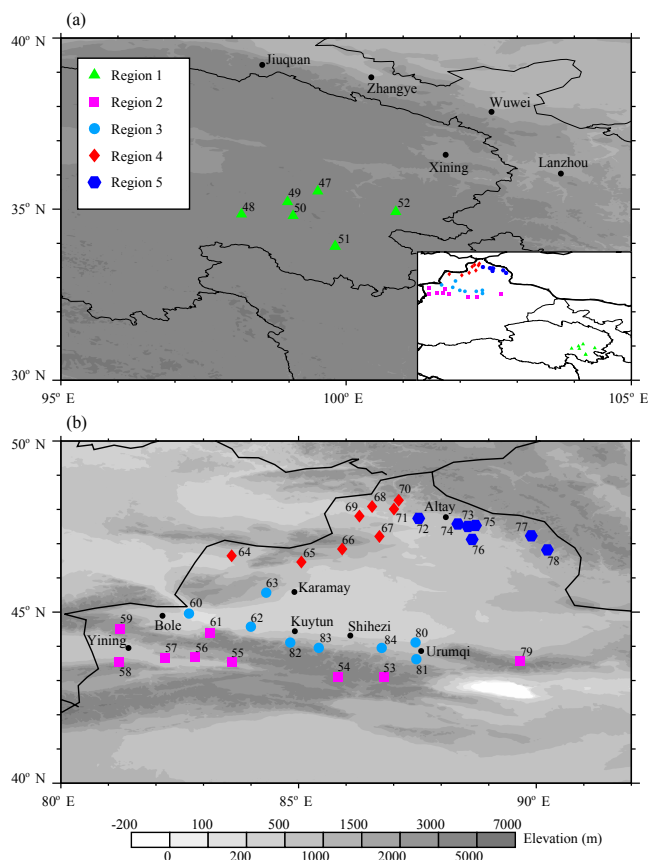 (a)
40° N
Jiuquan
Zhangye
Region 1
Region 2
Region 3
Region 4
Region 5
Wuwei
Xining
Lanzhou
47
49
48
50
52
51
35° N
30° N
95° E
100° E
105° E
(b)
50° N
70
68
69
71
67
66
65
64
Altay
72
73
74
75
76
77
78
63
Karamay
60
62
61
59
Bole
Kuytun
Shihezi
Yining
57
56
55
58
82
83
84
80
Urumqi
81
54
53
79
45° N
40° N
80° E
85° E
90° E
-200 100 500 1500 3000 7000 Elevation (m)
0 200 1000 2000 5000